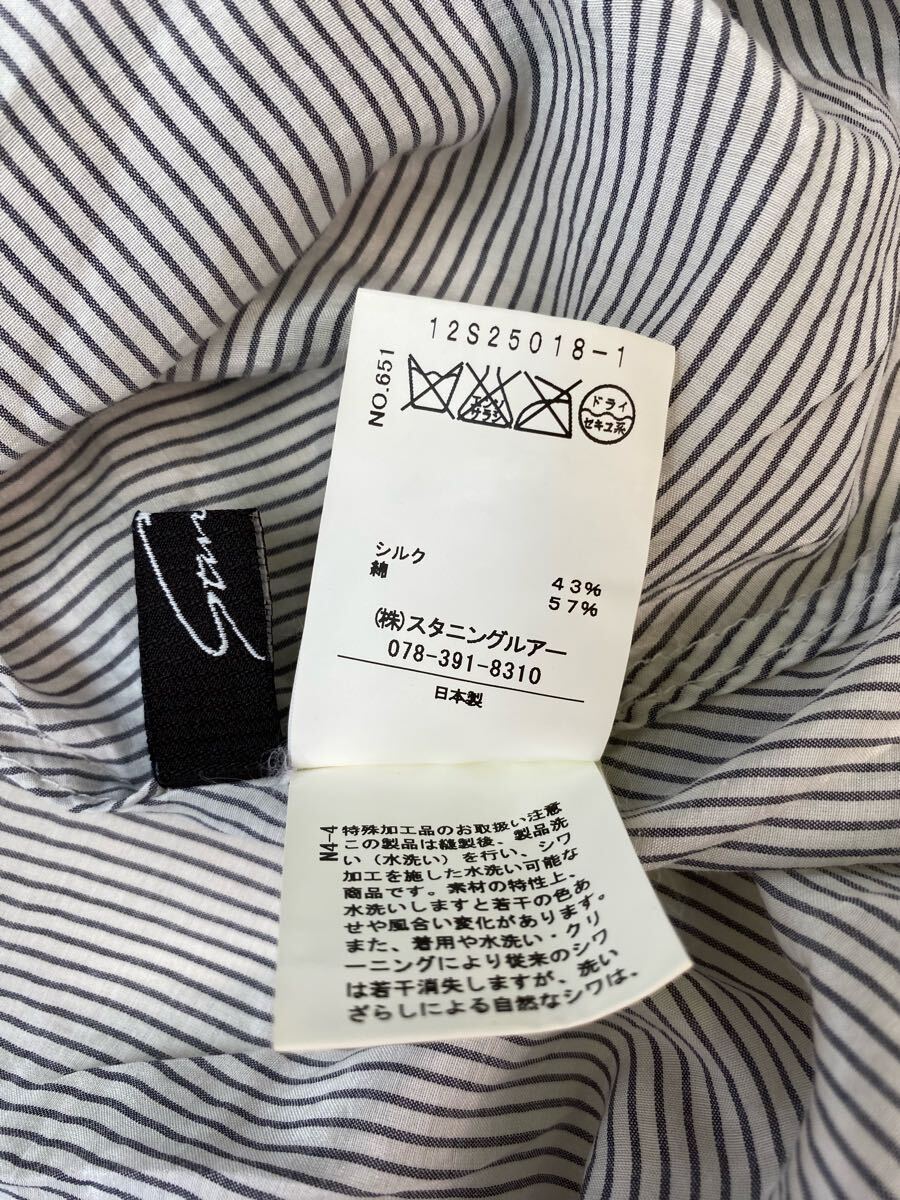 12S25018-1
NO.651
エンソ
サラシ
ドライ
セキユ系
シルク 43%
綿 57%
(株)スタニングルアー
078-391-8310
日本製
N4-4
特殊加工品のお取扱い注意
この製品は縫製後、製品洗
い(水洗い)を行い、シワ
加工を施した水洗い可能な
商品です。素材の特性上、
水洗いしますと若干の色あ
せや風合い変化があります。
また、着用や水洗い・クリ
ーニングにより従来のシワ
は若干消失しますが、洗い
ざらしによる自然なシワは、